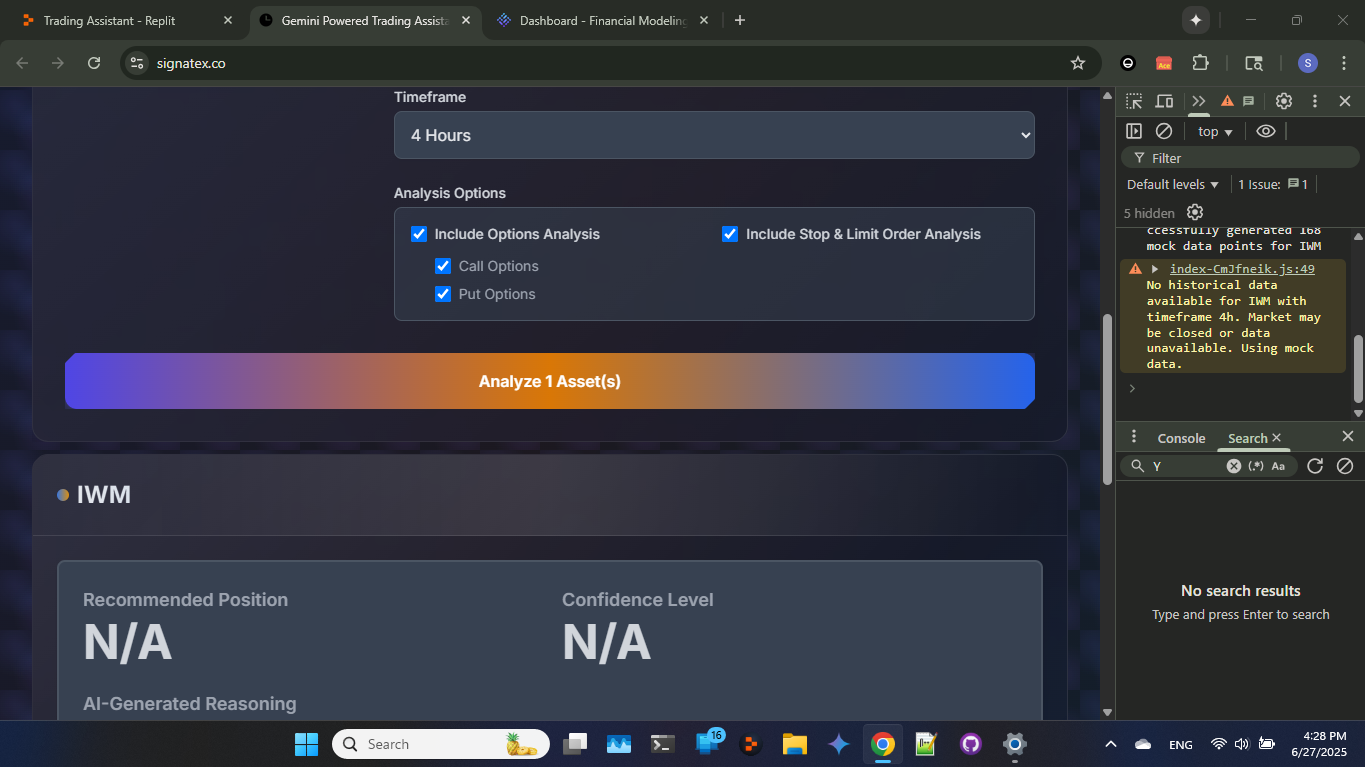 Trading Assistant - Replit
Gemini Powered Trading Assista
Dashboard - Financial Modeling
signatex.co
Ace
S
Timeframe
4 Hours
Analysis Options
Include Options Analysis
Include Stop & Limit Order Analysis
Call Options
Put Options
Analyze 1 Asset(s)
IWM
Recommended Position
N/A
Confidence Level
N/A
AI-Generated Reasoning
top
Filter
Default levels
1 Issue: 1
5 hidden
ccessfully generated 168
mock data points for IWM
index-CmJfneik.js:49
No historical data
available for IWM with
timeframe 4h. Market may
be closed or data
unavailable. Using mock
data.
Console
Search
Y
(.*)
Aa
No search results
Type and press Enter to search
Search
16
ENG
4:28 PM
6/27/2025